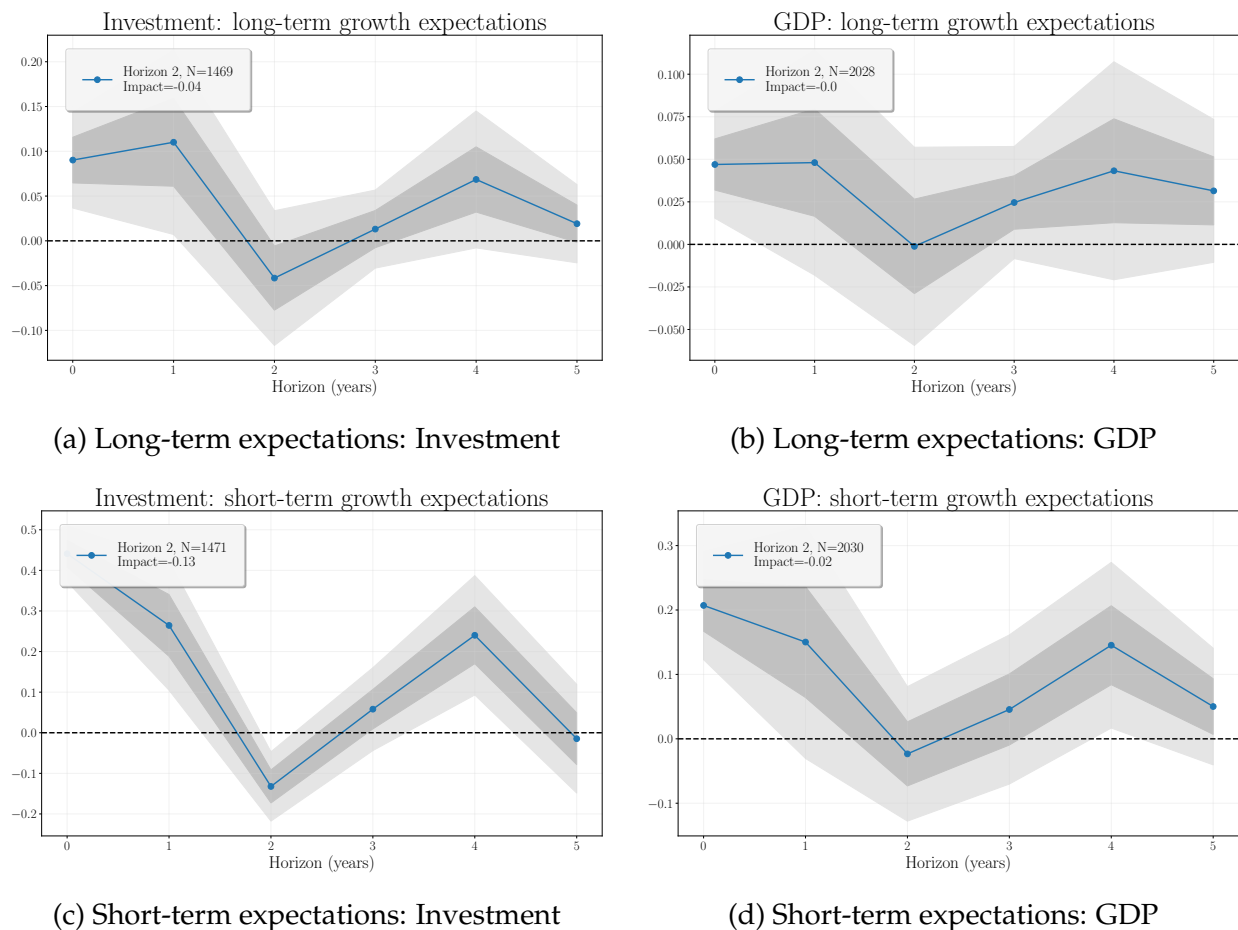 Investment: long-term growth expectations
0.20
0.15
0.10
0.05
0.00
−0.05
−0.10
Horizon 2, N=1469
Impact=-0.04
0 1 2 3 4 5
Horizon (years)
(a) Long-term expectations: Investment
GDP: long-term growth expectations
0.100
0.075
0.050
0.025
0.000
−0.025
−0.050
Horizon 2, N=2028
Impact=-0.0
0 1 2 3 4 5
Horizon (years)
(b) Long-term expectations: GDP
Investment: short-term growth expectations
0.5
0.4
0.3
0.2
0.1
0.0
−0.1
−0.2
Horizon 2, N=1471
Impact=-0.13
0 1 2 3 4 5
Horizon (years)
(c) Short-term expectations: Investment
GDP: short-term growth expectations
0.3
0.2
0.1
0.0
−0.1
Horizon 2, N=2030
Impact=-0.02
0 1 2 3 4 5
Horizon (years)
(d) Short-term expectations: GDP